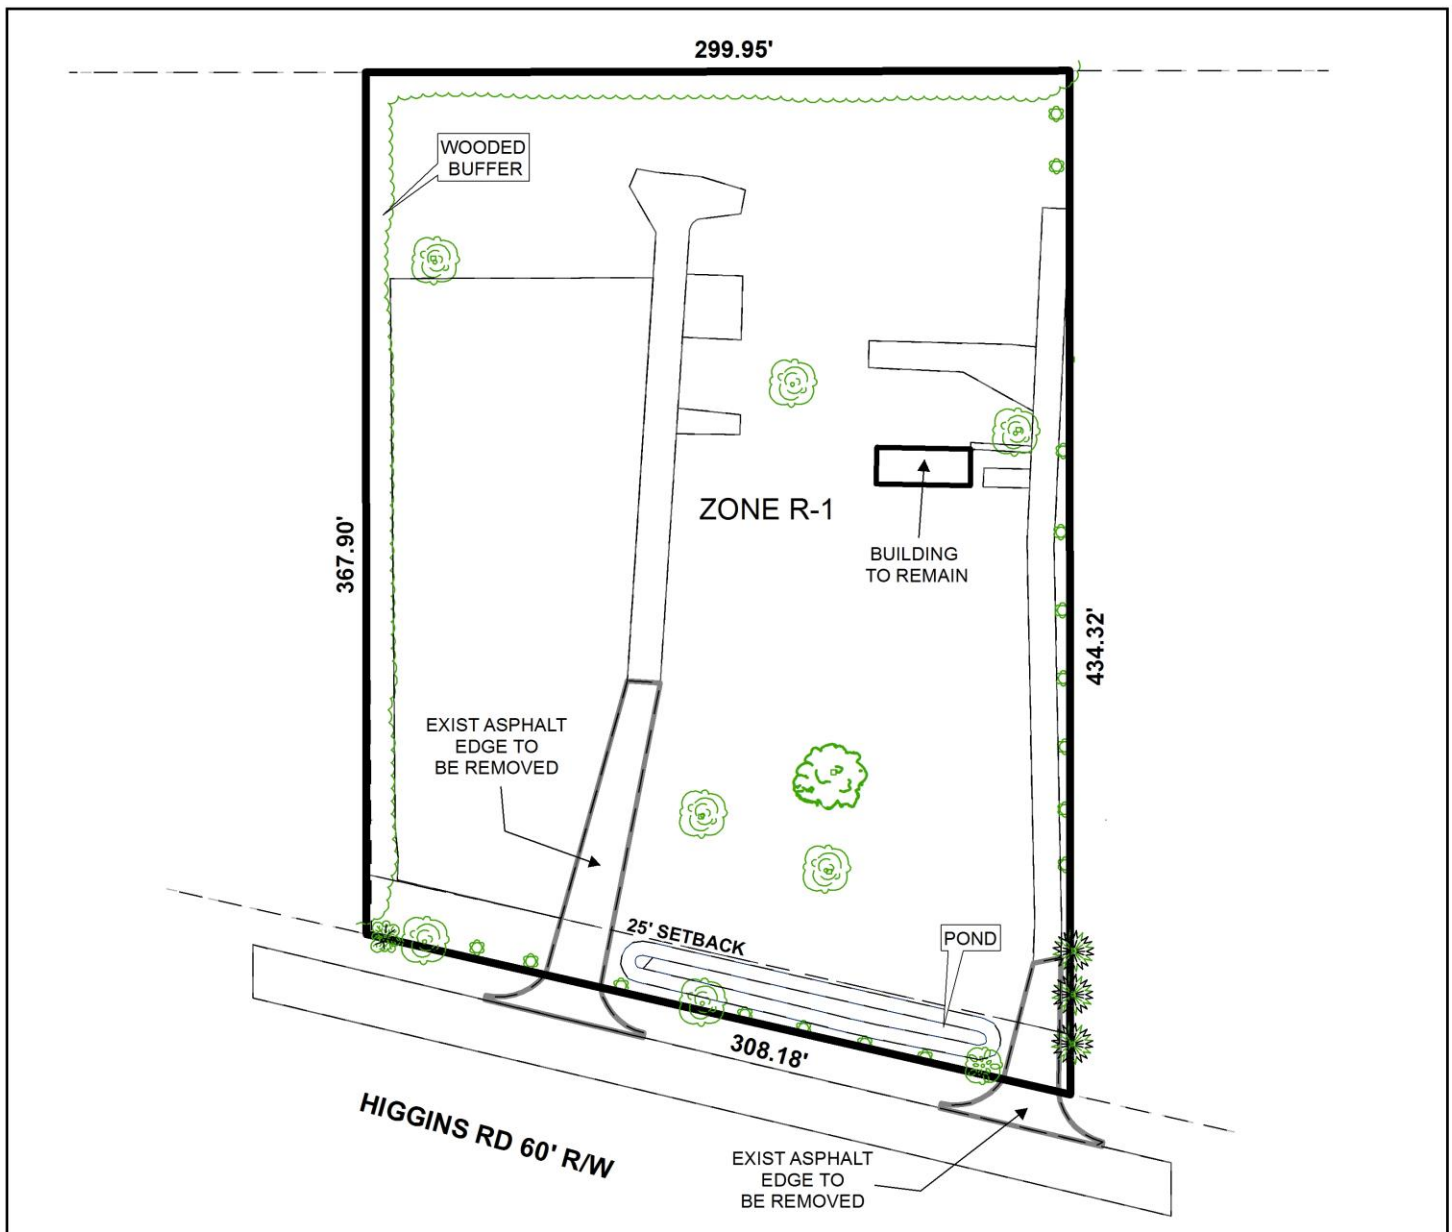 299.95'
WOODED
BUFFER
ZONE R-1
BUILDING
TO REMAIN
367.90'
434.32'
EXIST ASPHALT
EDGE TO
BE REMOVED
25' SETBACK
POND
308.18'
HIGGINS RD 60' R/W
EXIST ASPHALT
EDGE TO
BE REMOVED